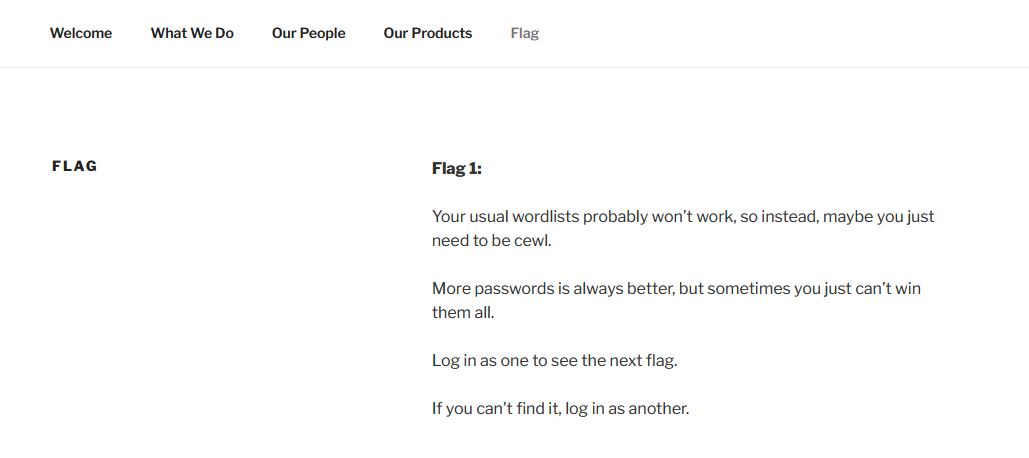 Welcome What We Do Our People Our Products Flag
FLAG
Flag 1:
Your usual wordlists probably won’t work, so instead, maybe you just
need to be cewl.
More passwords is always better, but sometimes you just can’t win
them all.
Log in as one to see the next flag.
If you can’t find it, log in as another.